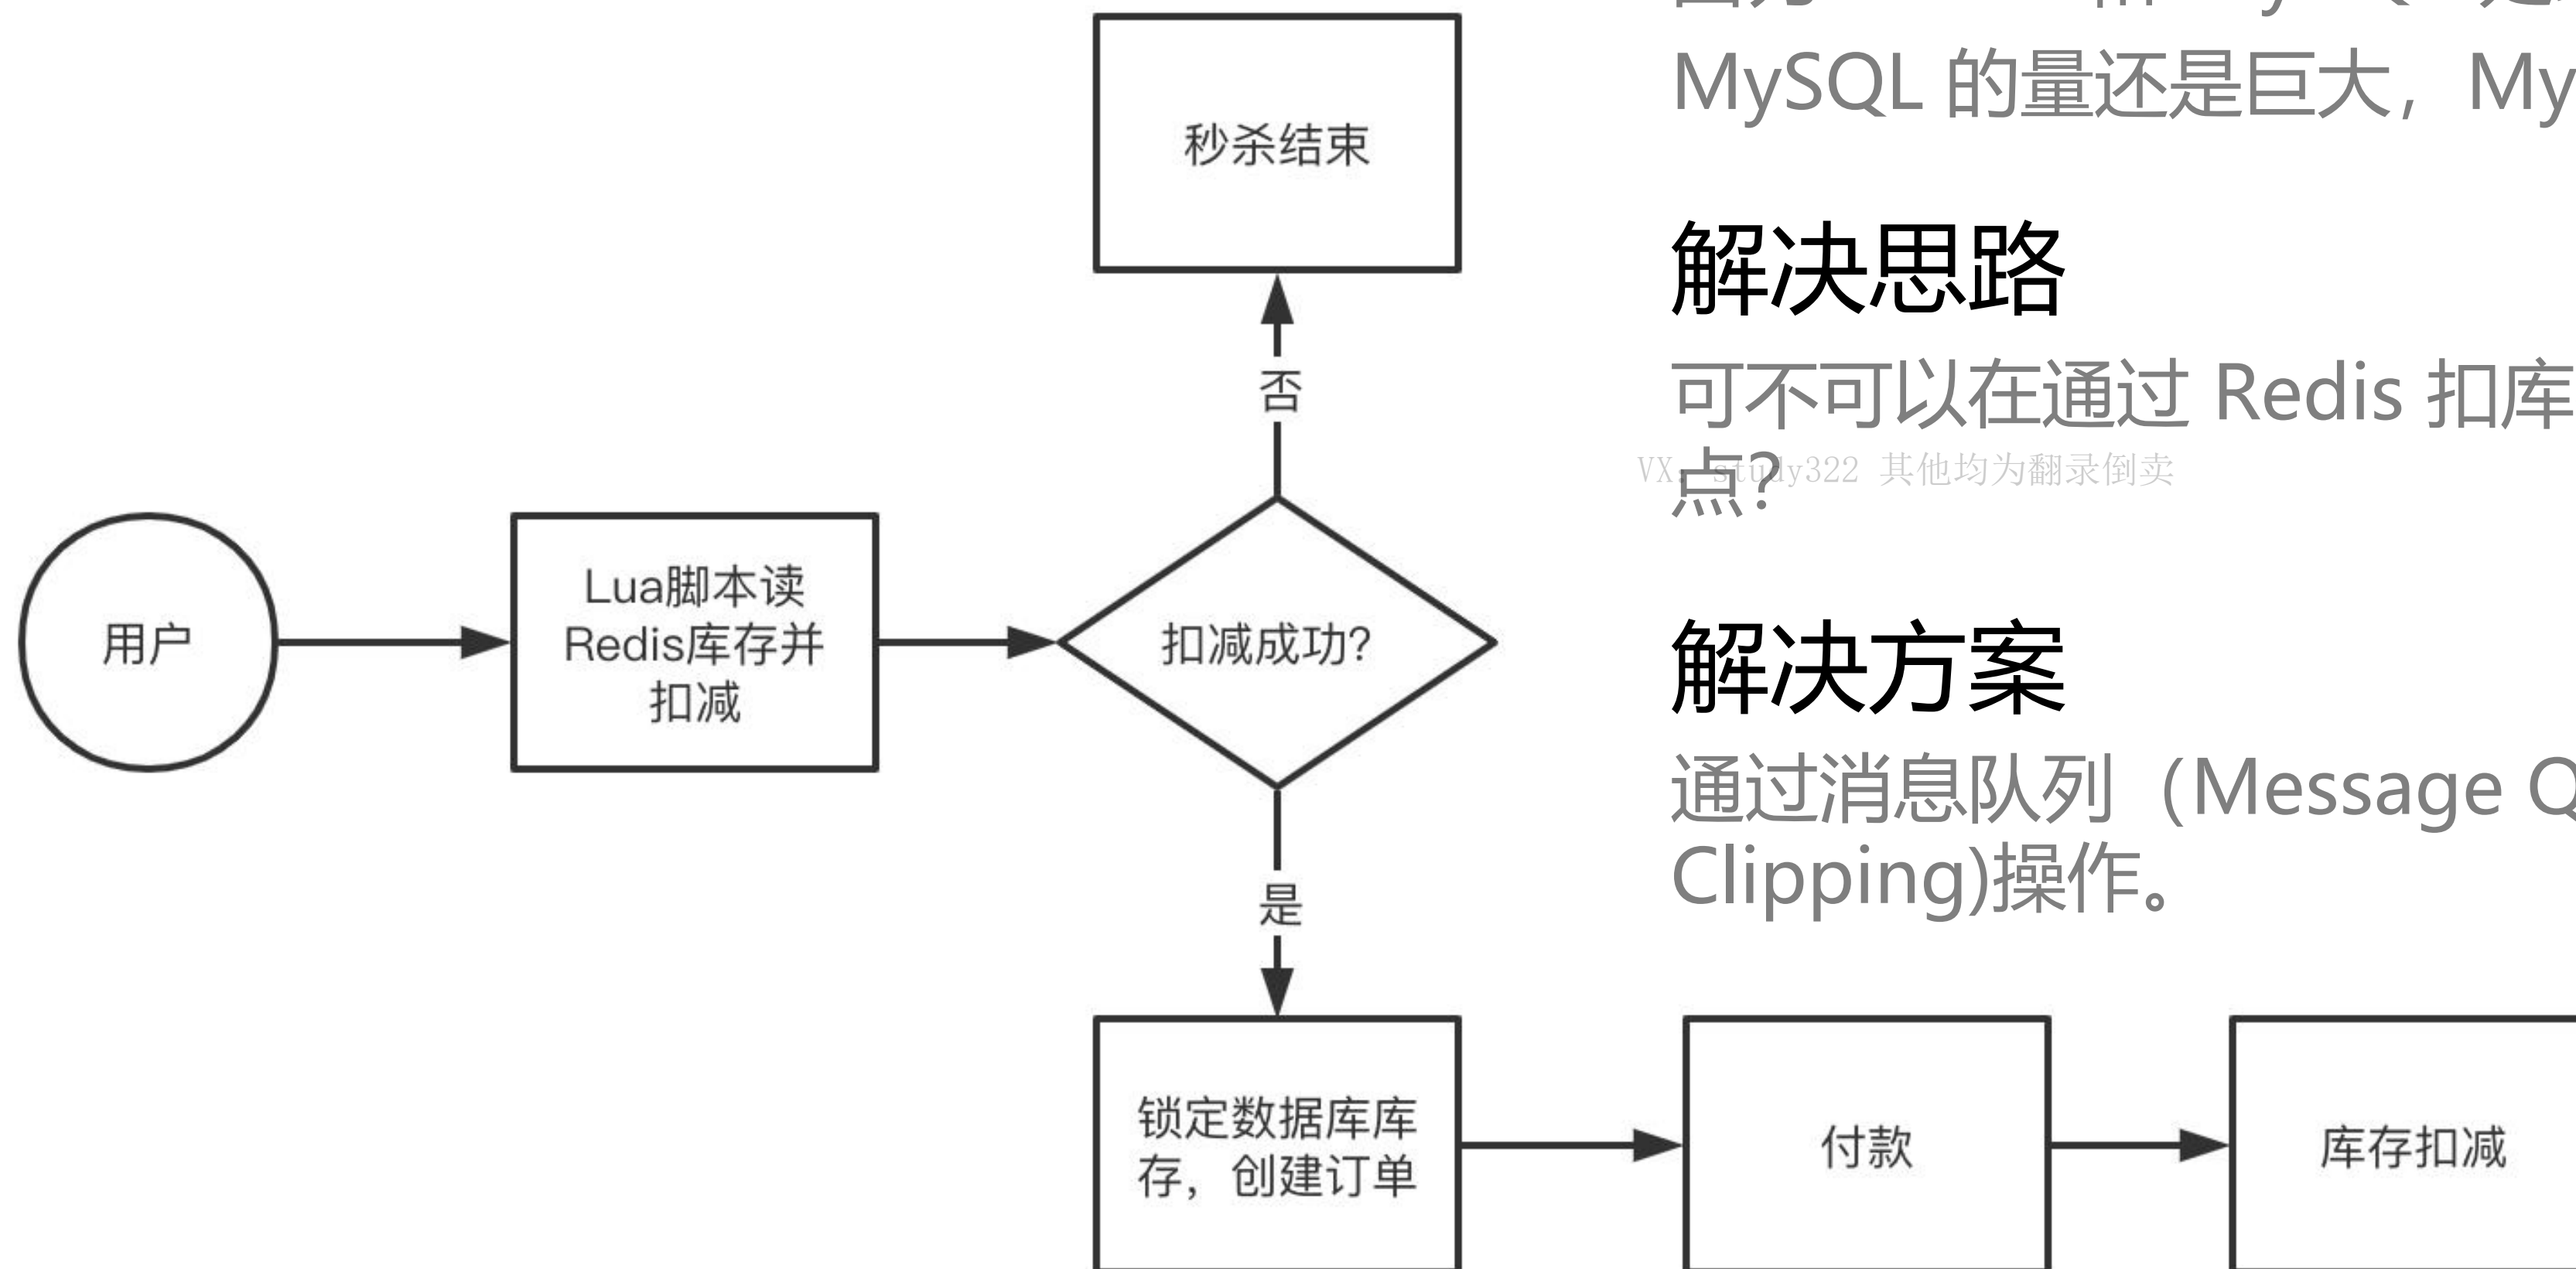 秒杀结束
否
用户
Lua脚本读
Redis库存并
扣减
扣减成功?
是
锁定数据库库
存，创建订单
付款
库存扣减
MySQL 的量还是巨大，My
解决思路
可不可以在通过 Redis 扣库
点？
VX: study322 其他均为翻录倒卖
解决方案
通过消息队列（Message Q
Clipping)操作。